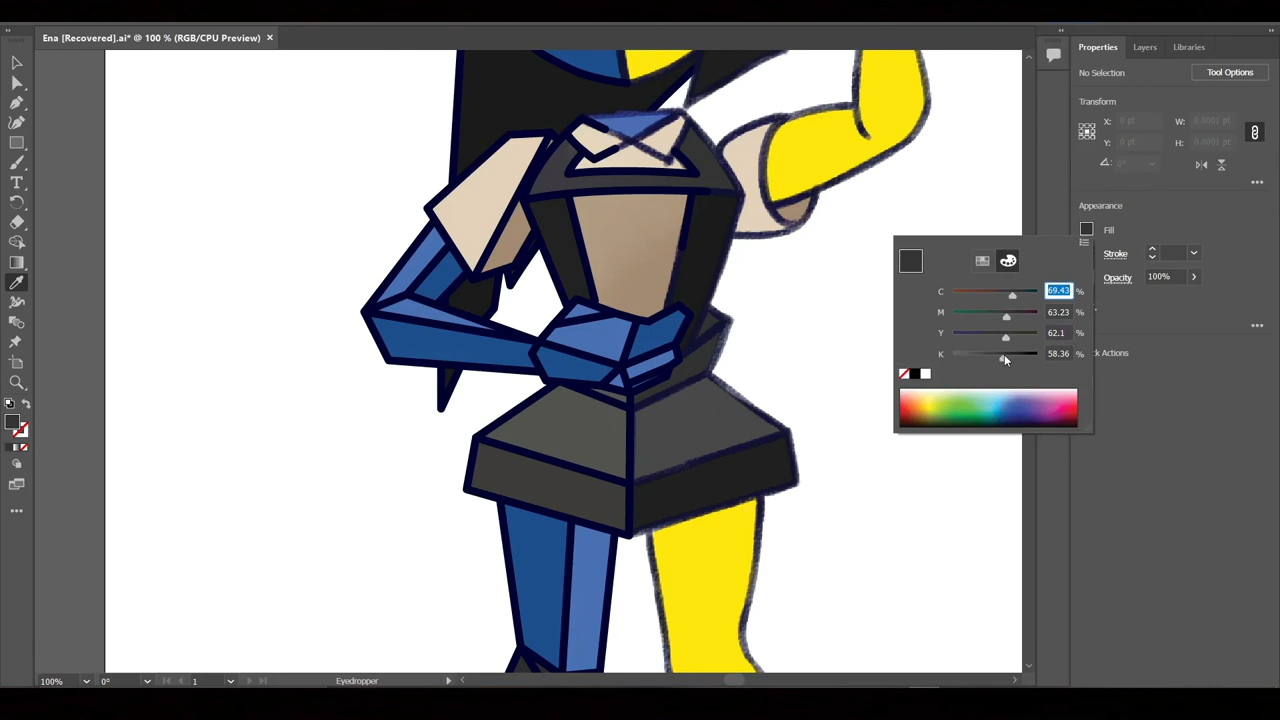 Ena [Recovered].ai* @ 100 % (RGB/CPU Preview) ×
Properties Layers Libraries
No Selection Tool Options
Transform
X: 0 pt W: 0.0001 pt
Y: 0 pt H: 0.0001 pt
0°
Appearance
Fill
Stroke
Opacity 100%
C 69.43 %
M 63.23 %
Y 62.1 %
K 58.36 %
ck Actions
100% 0° 1 Eyedropper